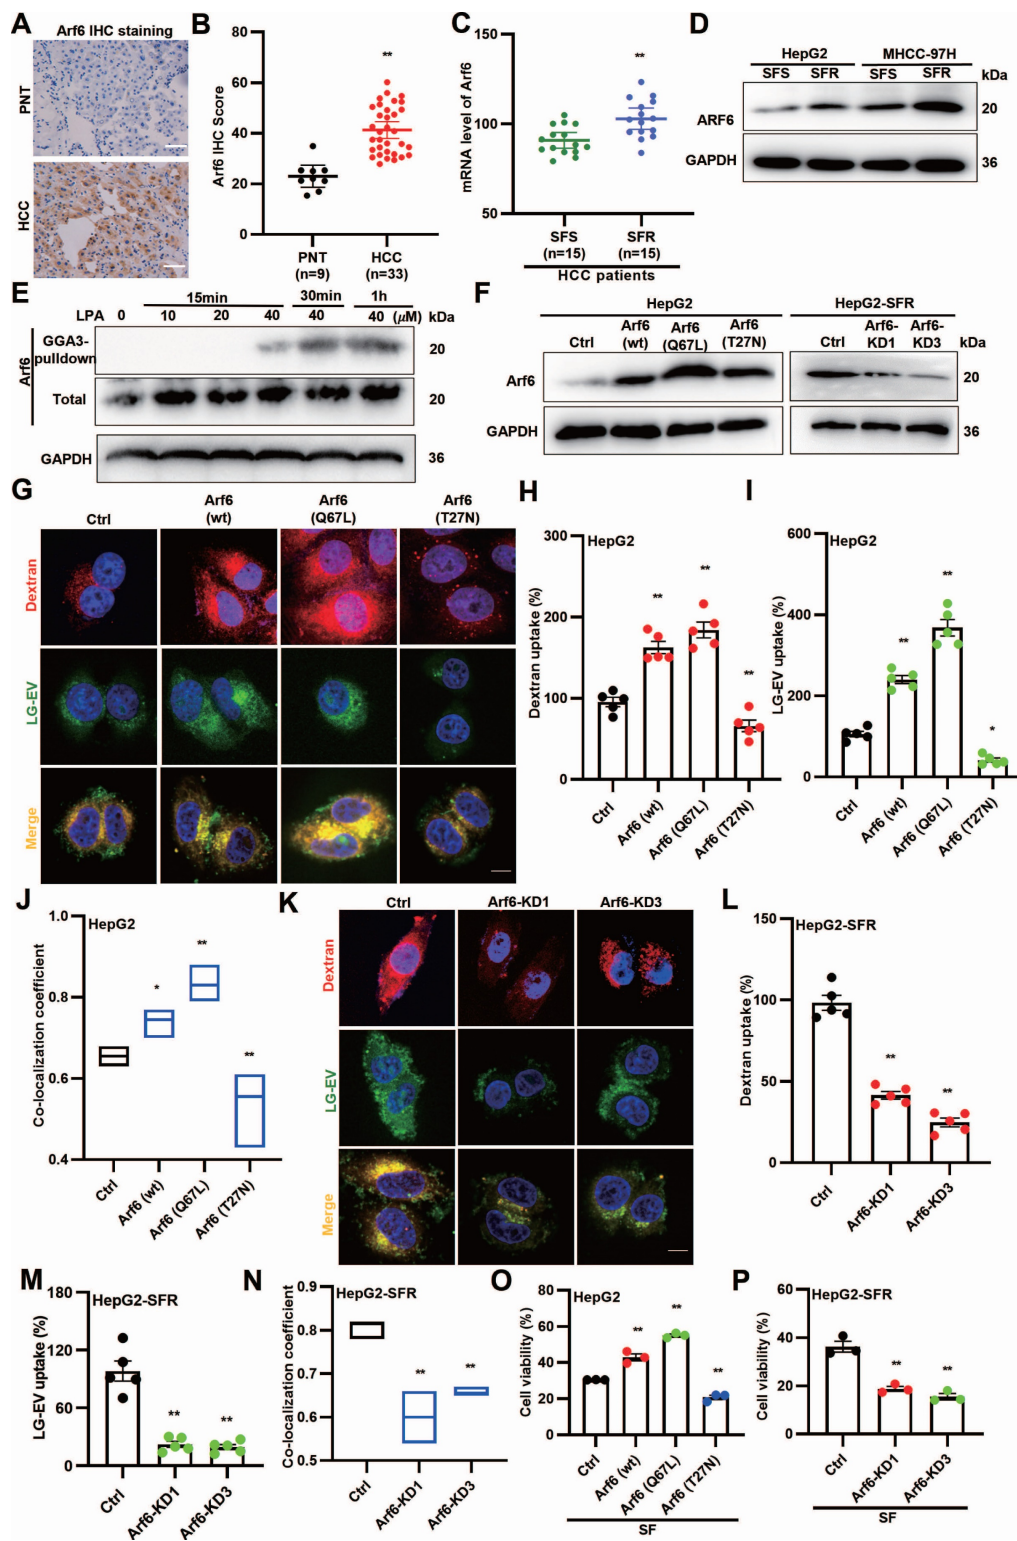 A
Arf6 IHC staining
PNT
HCC
B
Arf6 IHC Score
80
60
40
20
0
PNT
(n=9)
HCC
(n=33)
**
C
mRNA level of Arf6
150
100
50
**
SFS
(n=15)
SFR
(n=15)
HCC patients
D
HepG2
MHCC-97H
SFS SFR SFS SFR
kDa
ARF6
20
GAPDH
36
E
15min 30min 1h
LPA 0 10 20 40 40 40 (μM) kDa
Arf6
GGA3-
pulldown
20
Total
20
GAPDH
36
F
HepG2
HepG2-SFR
Ctrl
Arf6
(wt)
Arf6
(Q67L)
Arf6
(T27N)
Ctrl
Arf6-
KD1
Arf6-
KD3
kDa
Arf6
20
GAPDH
36
G
Ctrl
Arf6
(wt)
Arf6
(Q67L)
Arf6
(T27N)
Dextran
LG-EV
Merge
H
HepG2
Dextran uptake (%)
300
200
100
0
**
**
**
Ctrl
Arf6 (wt)
Arf6 (Q67L)
Arf6 (T27N)
I
HepG2
LG-EV uptake (%)
600
400
200
0
**
**
*
Ctrl
Arf6 (wt)
Arf6 (Q67L)
Arf6 (T27N)
J
HepG2
Co-localization coefficient
1.0
0.8
0.6
0.4
*
**
**
Ctrl
Arf6 (wt)
Arf6 (Q67L)
Arf6 (T27N)
K
Ctrl
Arf6-KD1
Arf6-KD3
Dextran
LG-EV
Merge
L
HepG2-SFR
Dextran uptake (%)
150
100
50
0
**
**
Ctrl
Arf6-KD1
Arf6-KD3
M
HepG2-SFR
LG-EV uptake (%)
180
120
60
0
**
**
Ctrl
Arf6-KD1
Arf6-KD3
N
HepG2-SFR
Co-localization coefficient
0.9
0.8
0.7
0.6
0.5
**
**
Ctrl
Arf6-KD1
Arf6-KD3
O
HepG2
Cell viability (%)
80
60
40
20
0
**
**
**
Ctrl
Arf6 (wt)
Arf6 (Q67L)
Arf6 (T27N)
SF
P
HepG2-SFR
Cell viability (%)
60
40
20
0
**
**
Ctrl
Arf6-KD1
Arf6-KD3
SF